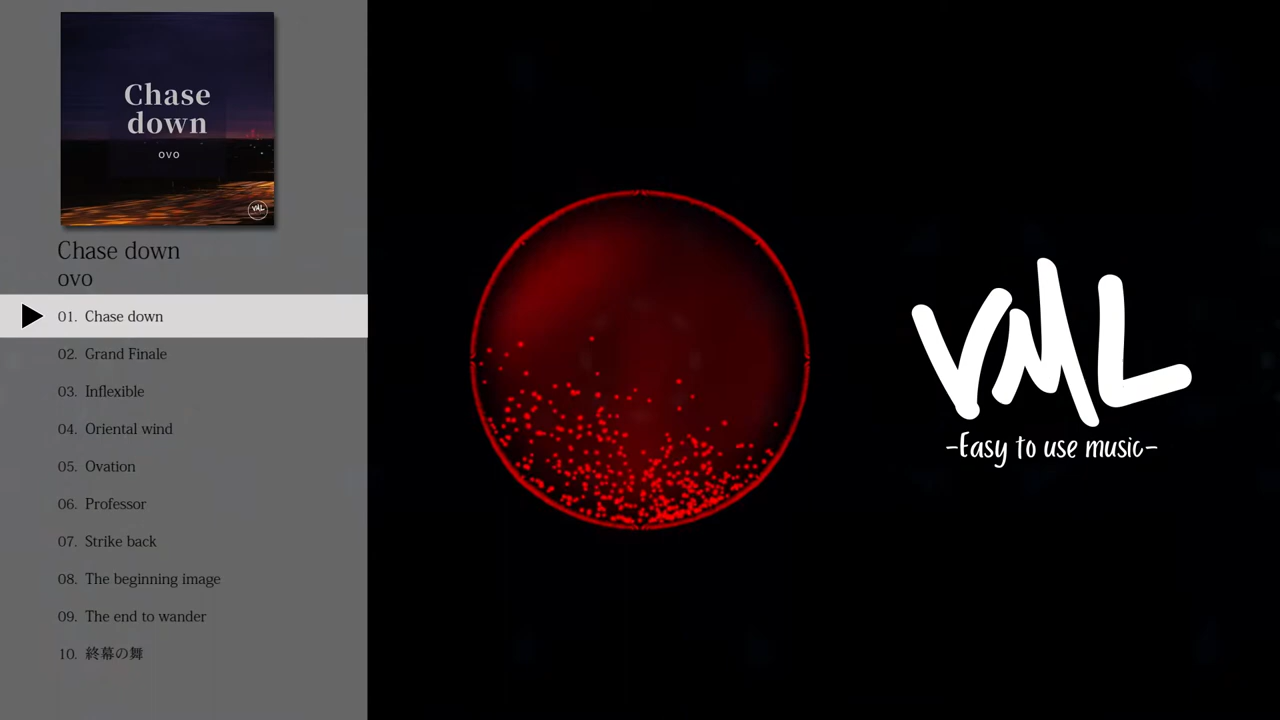 Chase
down
ovo
VML
Chase down
ovo
01. Chase down
02. Grand Finale
03. Inflexible
04. Oriental wind
05. Ovation
06. Professor
07. Strike back
08. The beginning image
09. The end to wander
10. 終幕の舞
VML
-Easy to use music-